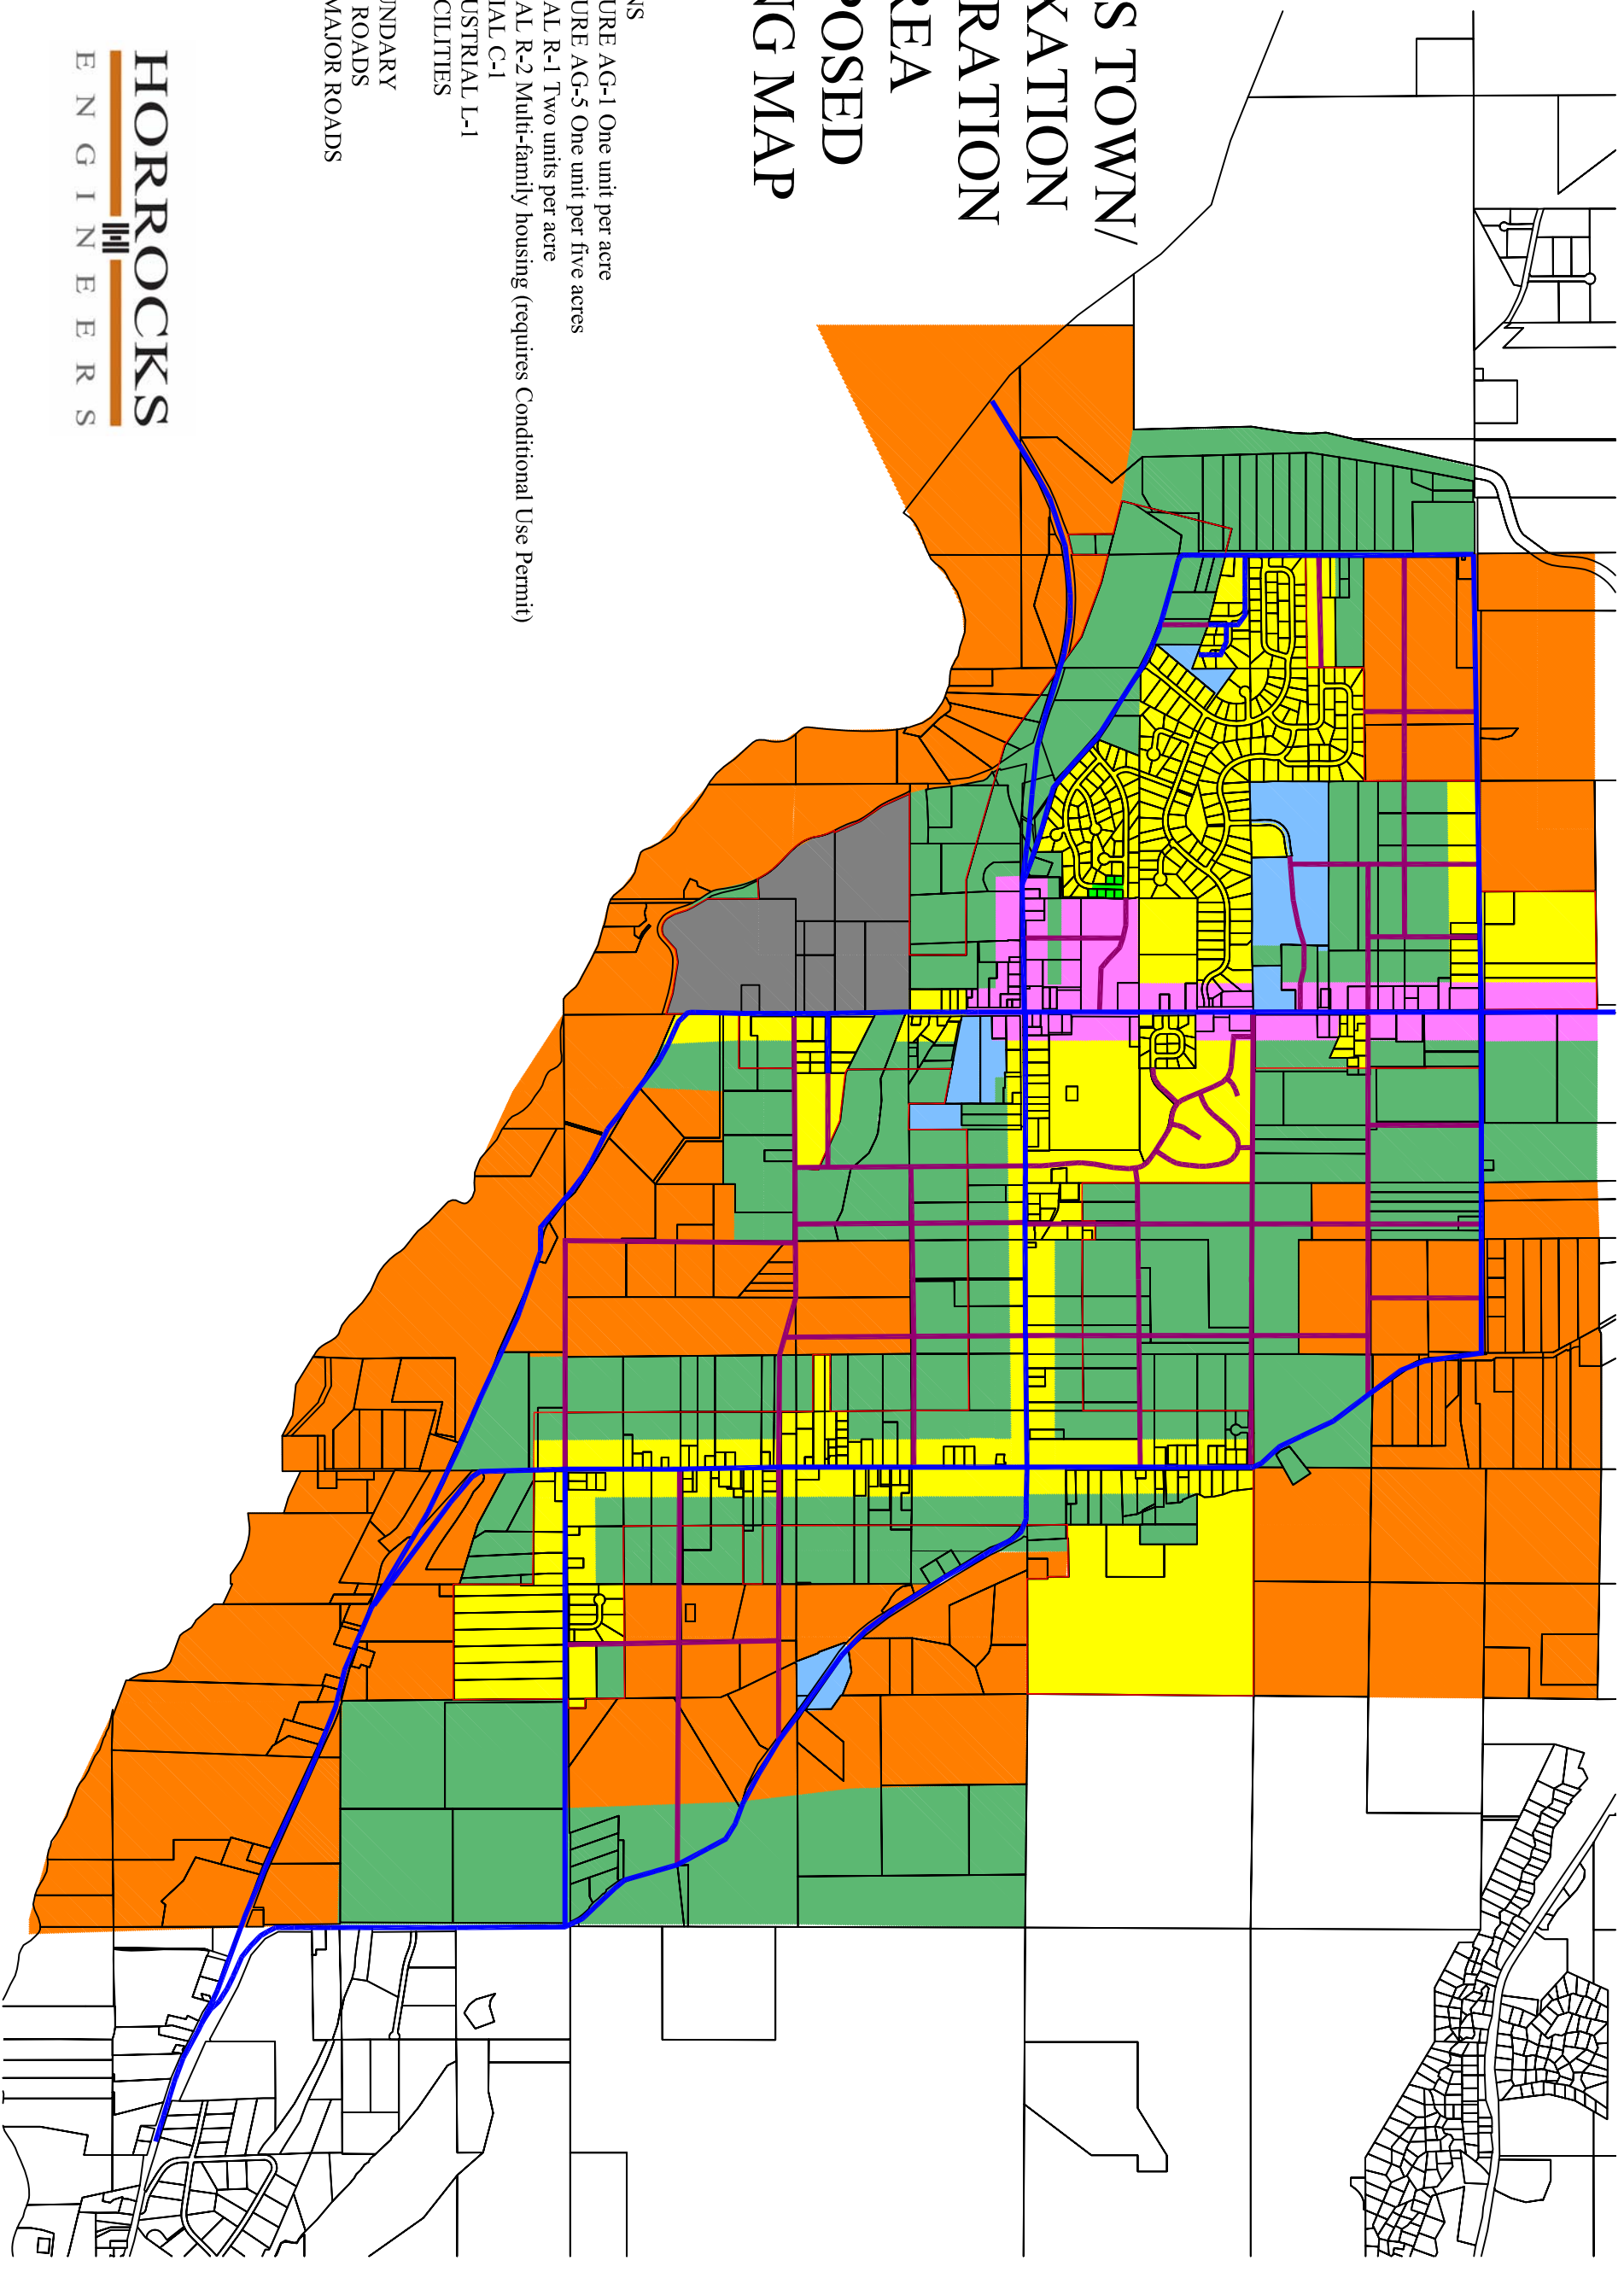 S TOWN/
XATION
RATION
REA
POSED
NG MAP
NS
URE AG-1 One unit per acre
URE AG-5 One unit per five acres
AL R-1 Two units per acre
AL R-2 Multi-family housing (requires Conditional Use Permit)
IAL C-1
USTRIAL L-1
CILITIES
UNDARY
ROADS
MAJOR ROADS
HORROCKS
ENGINEERS